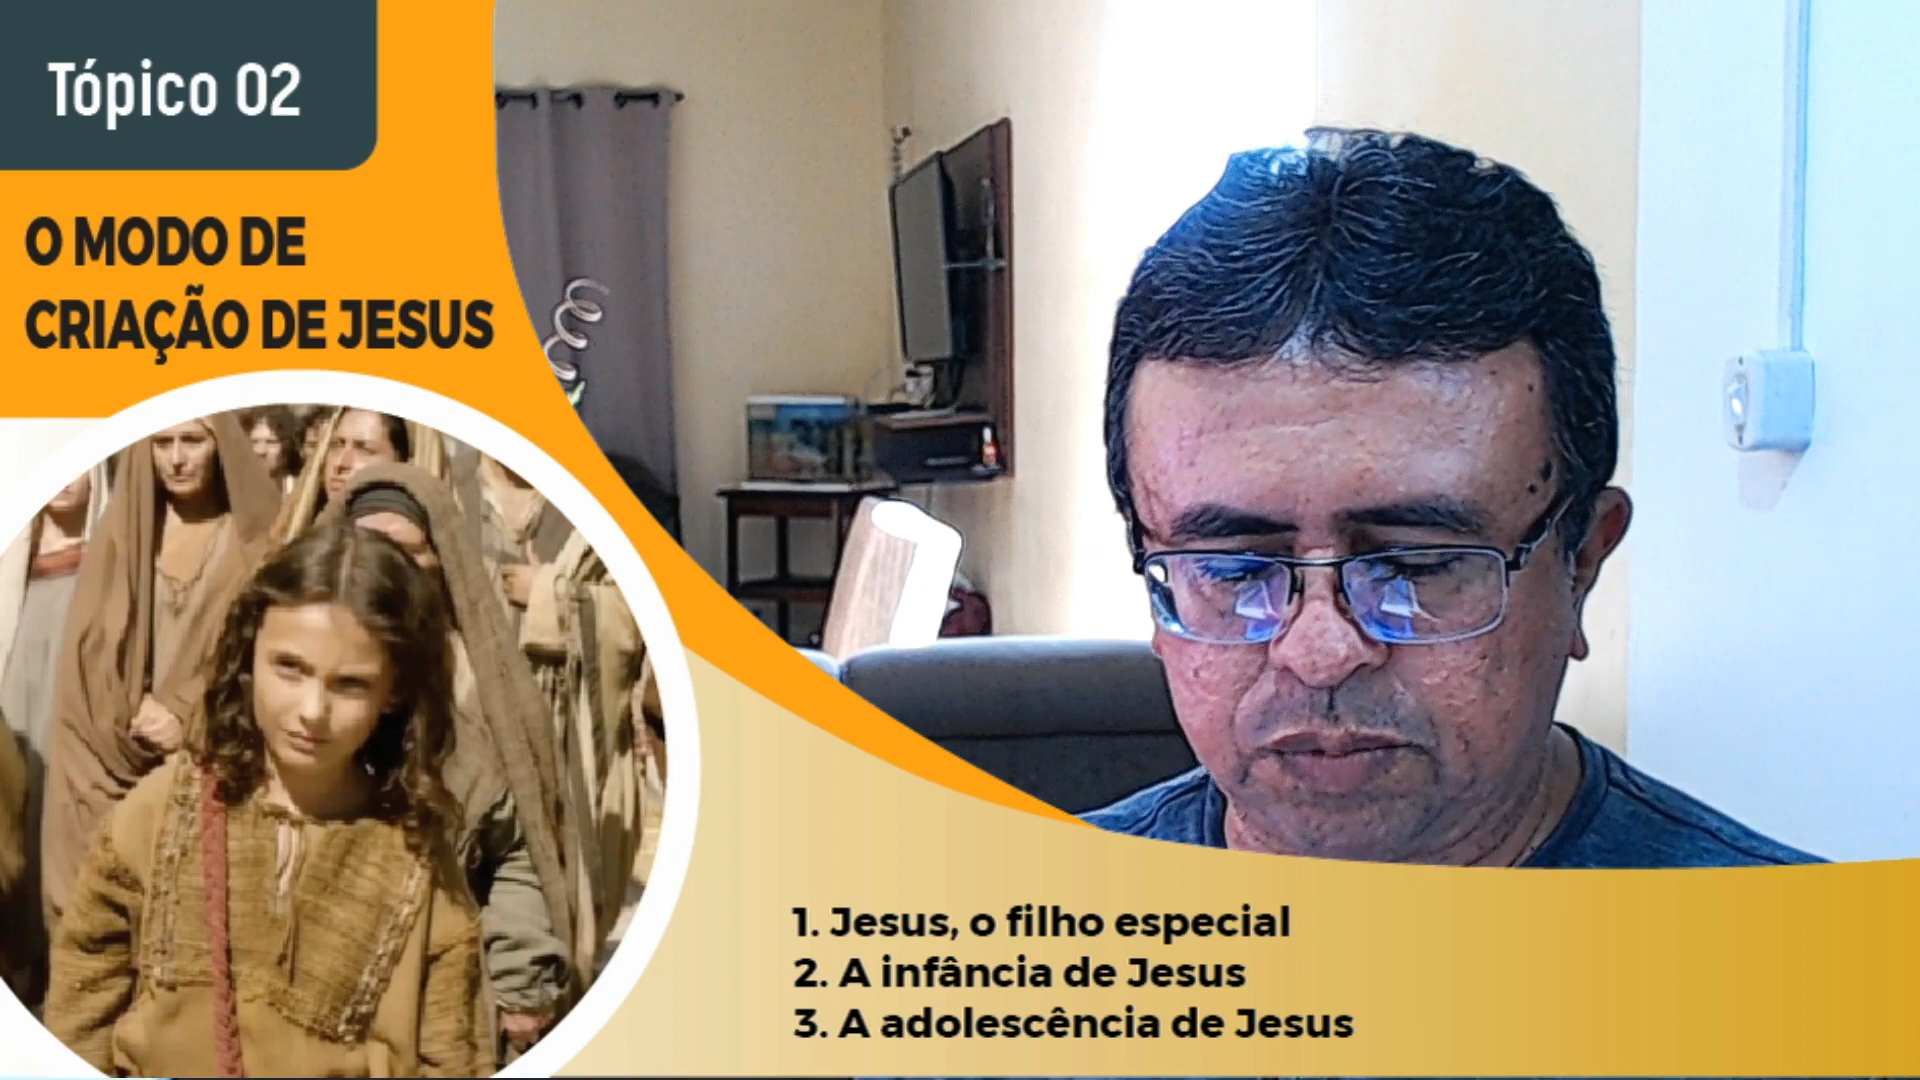 Tópico 02
O MODO DE
CRIAÇÃO DE JESUS
1. Jesus, o filho especial
2. A infância de Jesus
3. A adolescência de Jesus